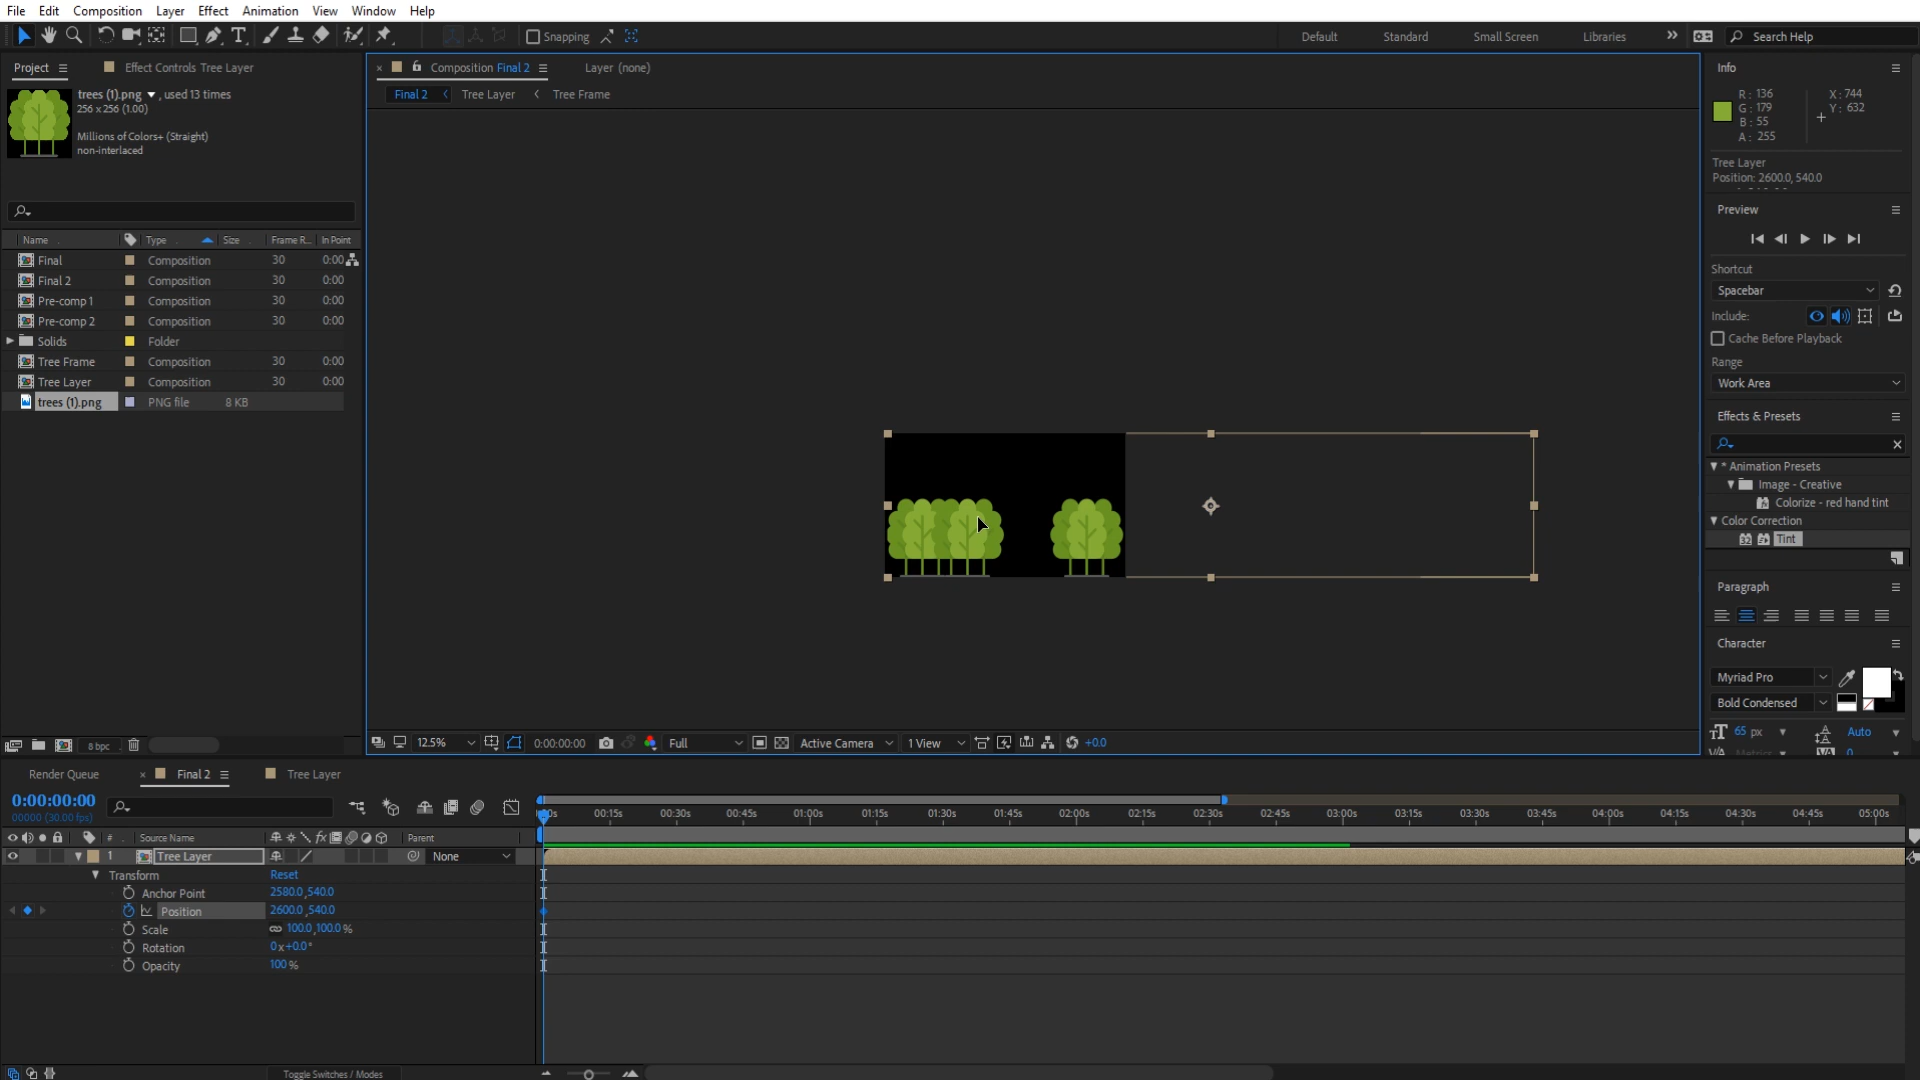 File Edit Composition Layer Effect Animation View Window Help
Snapping
Default Standard Small Screen Libraries Search Help
Project Effect Controls Tree Layer
trees (1).png , used 13 times
256 x 256 (1.00)
Millions of Colors+ (Straight)
non-interlaced
Name Type Size Frame R... In Point
Final Composition 30 0:00
Final 2 Composition 30 0:00
Pre-comp 1 Composition 30 0:00
Pre-comp 2 Composition 30 0:00
Solids Folder
Tree Frame Composition 30 0:00
Tree Layer Composition 30 0:00
trees (1).png PNG file 8 KB
8 bpc
× Composition Final 2 Layer (none)
Final 2 < Tree Layer < Tree Frame
12.5% 0:00:00:00 Full Active Camera 1 View +0.0
Info
R: 136
G: 179
B: 55
A: 255
X: 744
Y: 632
Tree Layer
Position: 2600.0, 540.0
Preview
Shortcut
Spacebar
Include:
Cache Before Playback
Range
Work Area
Effects & Presets
* Animation Presets
Image - Creative
Colorize - red hand tint
Color Correction
32 Tint
Paragraph
Character
Myriad Pro
Bold Condensed
65 px Auto
Metrics 0
Render Queue × Final 2 Tree Layer
0:00:00:00
00000 (30.00 fps)
# Source Name fx Parent
1 Tree Layer None
Transform Reset
Anchor Point 2580.0,540.0
Position 2600.0,540.0
Scale 100.0,100.0%
Rotation 0x+0.0°
Opacity 100%
00:15s 00:30s 00:45s 01:00s 01:15s 01:30s 01:45s 02:00s 02:15s 02:30s 02:45s 03:00s 03:15s 03:30s 03:45s 04:00s 04:15s 04:30s 04:45s 05:00s
Toggle Switches / Modes